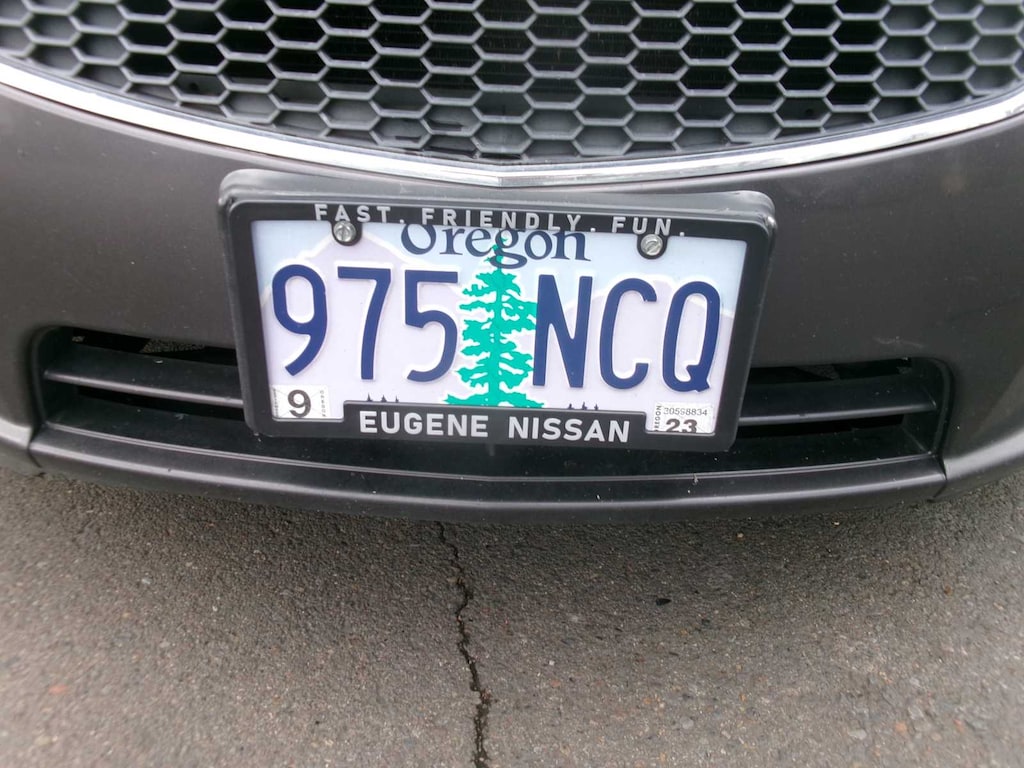 FAST. FRIENDLY. FUN.
Oregon
975 NCQ
9
30598834
23
EUGENE NISSAN